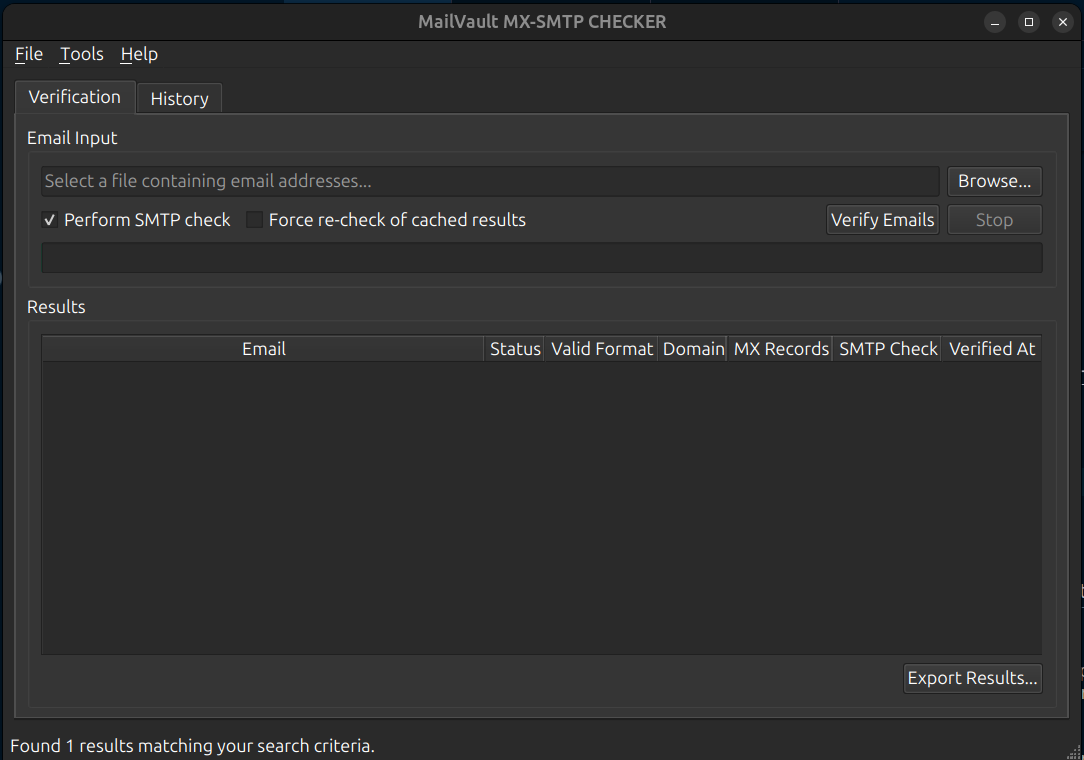 MailVault MX-SMTP CHECKER
File Tools Help
Verification History
Email Input
Select a file containing email addresses... Browse...
Perform SMTP check Force re-check of cached results Verify Emails Stop
Results
Email Status Valid Format Domain MX Records SMTP Check Verified At
Export Results...
Found 1 results matching your search criteria.